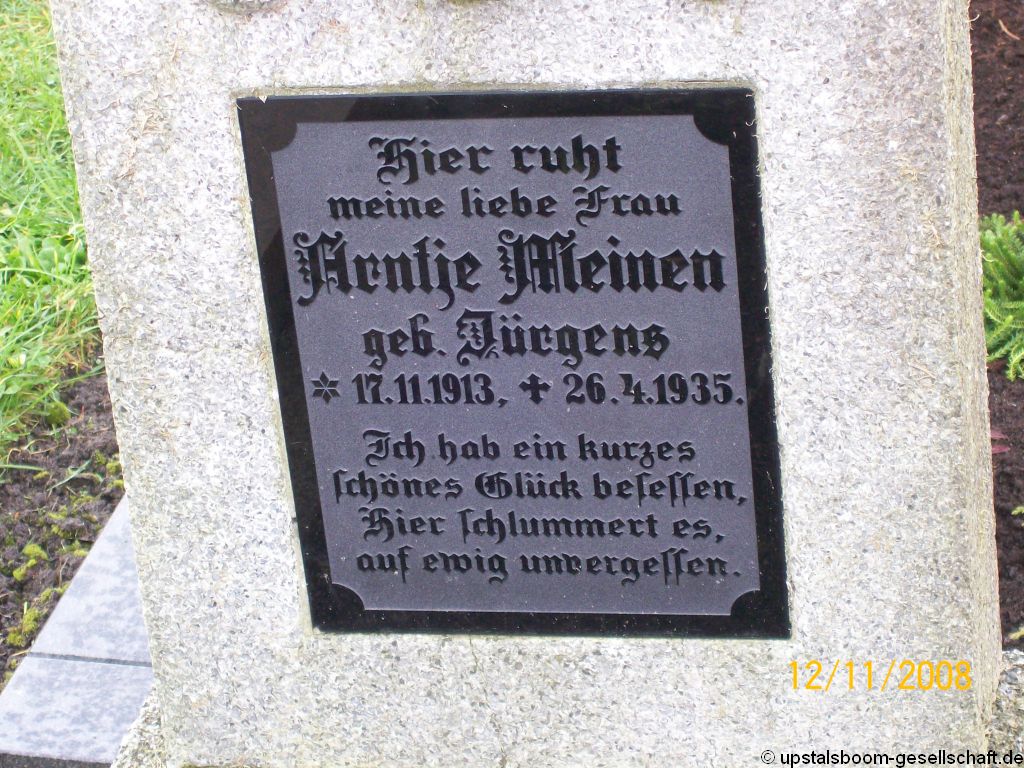 Hier ruht
meine liebe Frau
Arntje Meinen
geb. Jürgens
* 17.11.1913, ✝ 26.4.1935.
Ich hab ein kurzes
schönes Glück besessen,
Hier schlummert es,
auf ewig unvergessen.
12/11/2008
© upstalsboom-gesellschaft.de